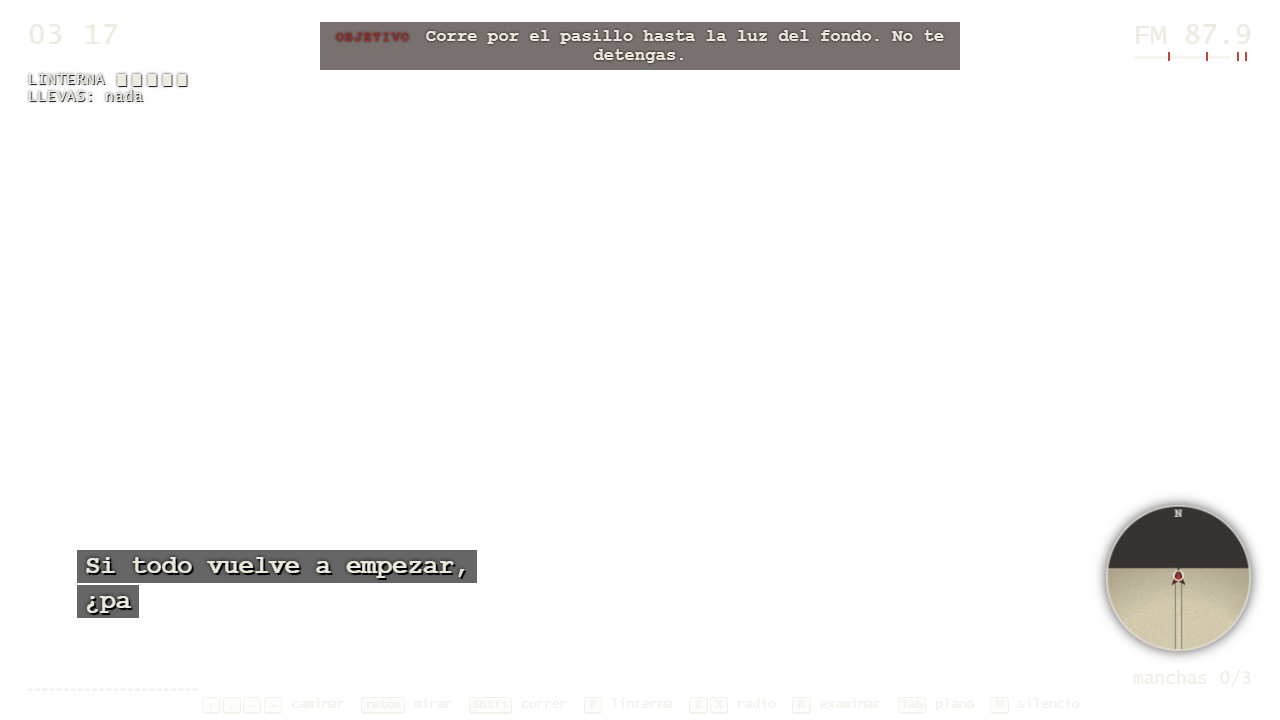 03 17
OBJETIVO Corre por el pasillo hasta la luz del fondo. No te
detengas.
FM 87.9
LINTERNA
LLEVAS: nada
Si todo vuelve a empezar,
¿pa
N
manchas 0/3
↑ ↓ ← → caminar ratón mirar Shift correr F linterna Z X radio E examinar Tab plano M silencio